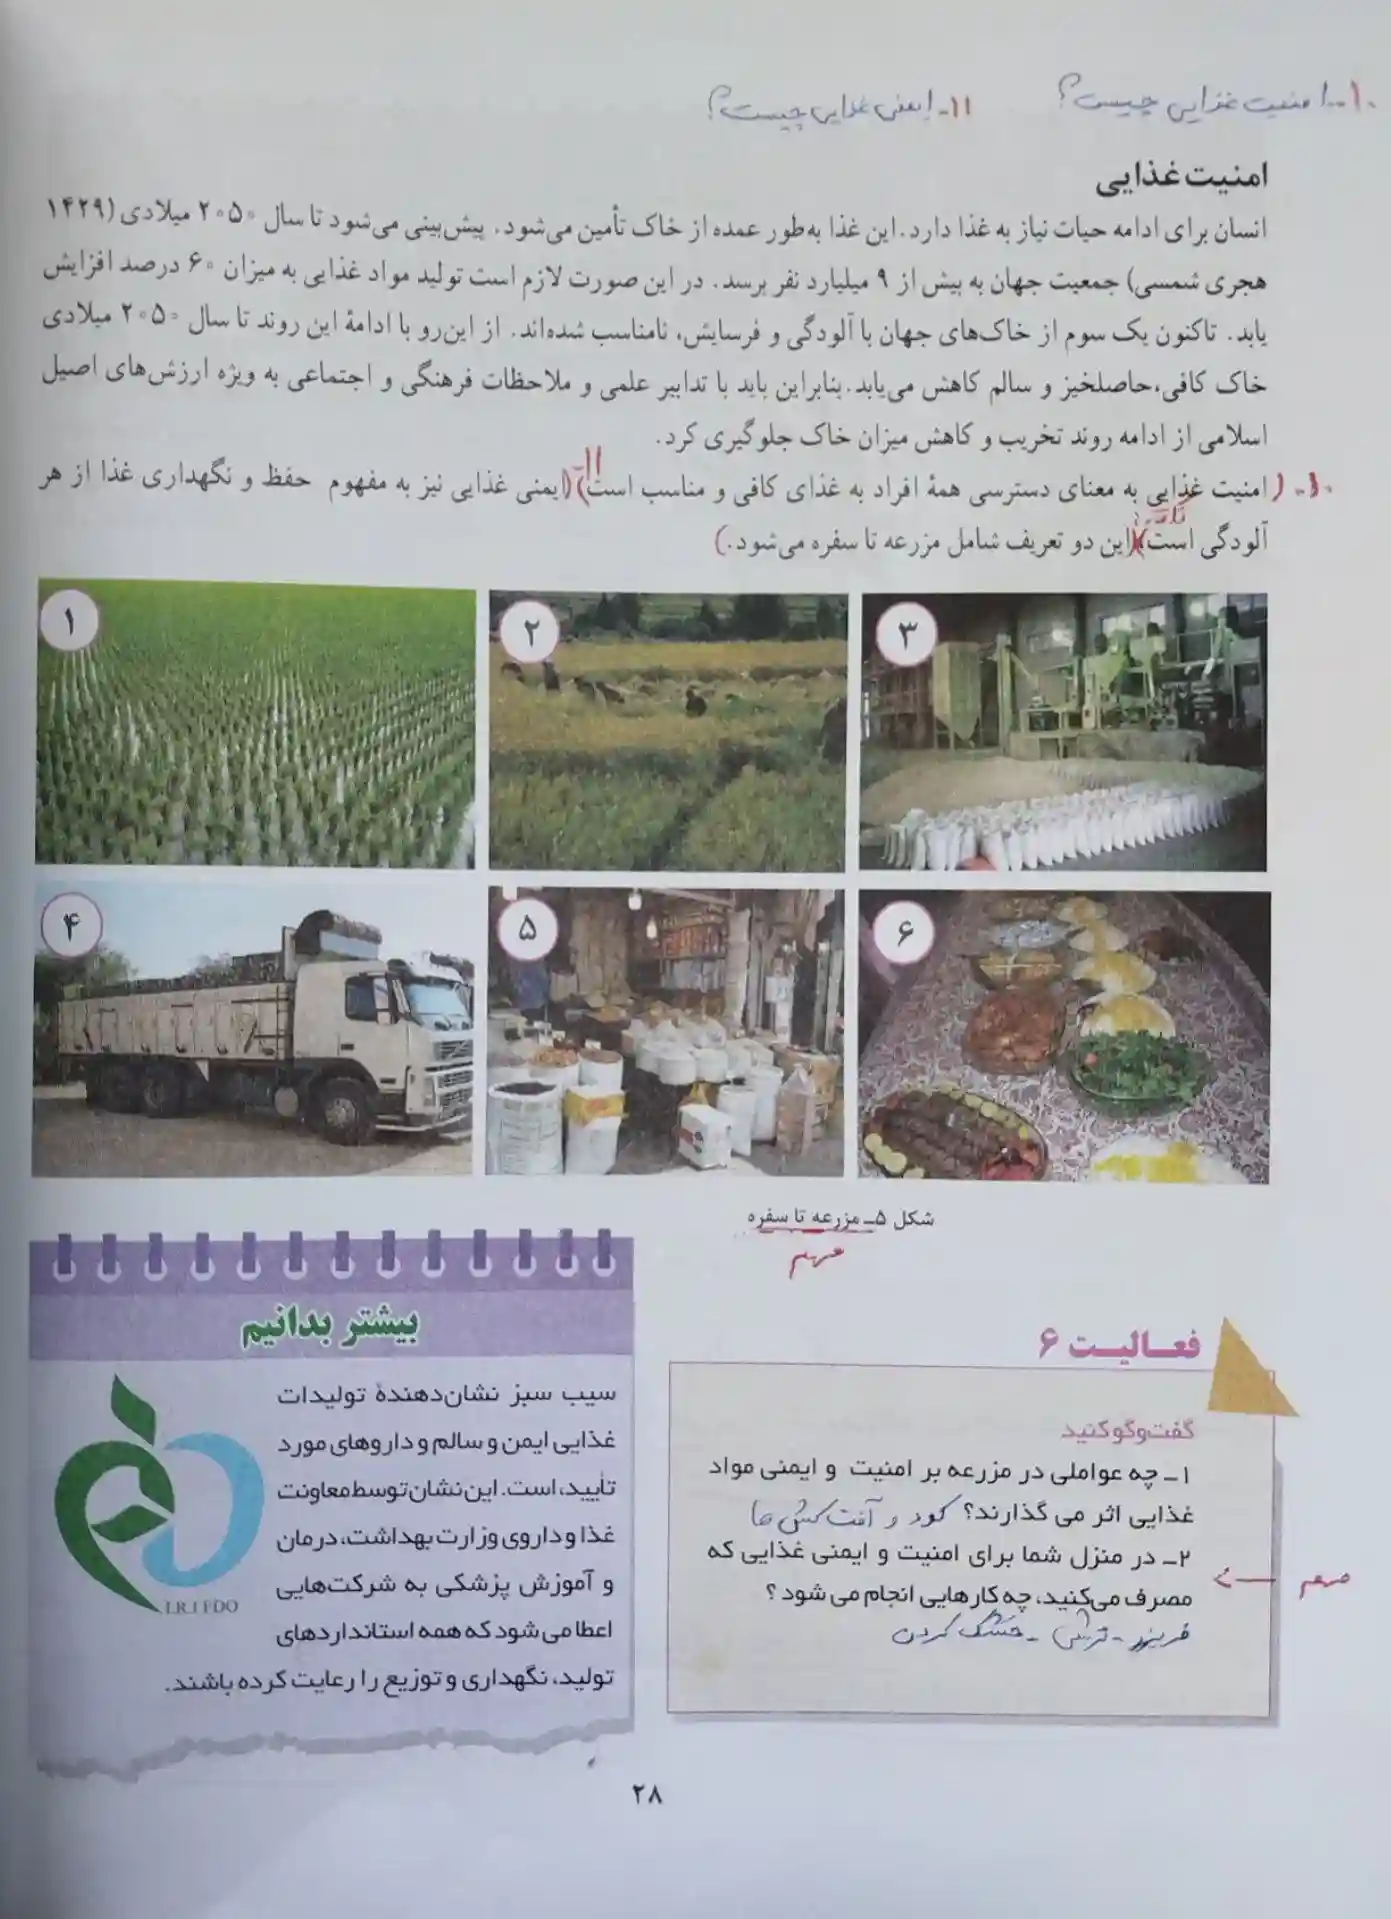 ۱۰- امنیت غذایی چیست؟
۱۱- ایمنی غذایی چیست؟
امنیت غذایی
انسان برای ادامه حیات نیاز به غذا دارد. این غذا به‌طور عمده از خاک تأمین می‌شود. پیش‌بینی می‌شود تا سال ۲۰۵۰ میلادی (۱۴۲۹
هجری شمسی) جمعیت جهان به بیش از ۹ میلیارد نفر برسد. در این صورت لازم است تولید مواد غذایی به میزان ۶۰ درصد افزایش
یابد. تاکنون یک سوم از خاک‌های جهان با آلودگی و فرسایش، نامناسب شده‌اند. از این‌رو با ادامهٔ این روند تا سال ۲۰۵۰ میلادی
خاک کافی،حاصلخیز و سالم کاهش می‌یابد.بنابراین باید با تدابیر علمی و ملاحظات فرهنگی و اجتماعی به ویژه ارزش‌های اصیل
اسلامی از ادامه روند تخریب و کاهش میزان خاک جلوگیری کرد.
۱۱-
۱۰- (امنیت غذایی به معنای دسترسی همهٔ افراد به غذای کافی و مناسب است) (ایمنی غذایی نیز به مفهوم حفظ و نگهداری غذا از هر
نکته:
آلودگی است.)(این دو تعریف شامل مزرعه تا سفره می‌شود.)
۱
۲
۳
۴
۵
۶
شکل ۵ــ مزرعه تا سفره
مهم
فعالیت ۶
گفت‌وگو کنید
۱ــ چه عواملی در مزرعه بر امنیت و ایمنی مواد
غذایی اثر می گذارند؟ کود و آفت کش ها
۲ــ در منزل شما برای امنیت و ایمنی غذایی که
مصرف می‌کنید، چه کارهایی انجام می شود ؟
مهم
فریزر - ترشی - خشک کردن
بیشتر بدانیم
سیب سبز نشان‌دهندهٔ تولیدات
غذایی ایمن و سالم و داروهای مورد
تأیید، است. این نشان توسط معاونت
غذا و داروی وزارت بهداشت، درمان
و آموزش پزشکی به شرکت‌هایی
I.R.I FDO
اعطا می شود که همه استانداردهای
تولید، نگهداری و توزیع را رعایت کرده باشند.
۲۸